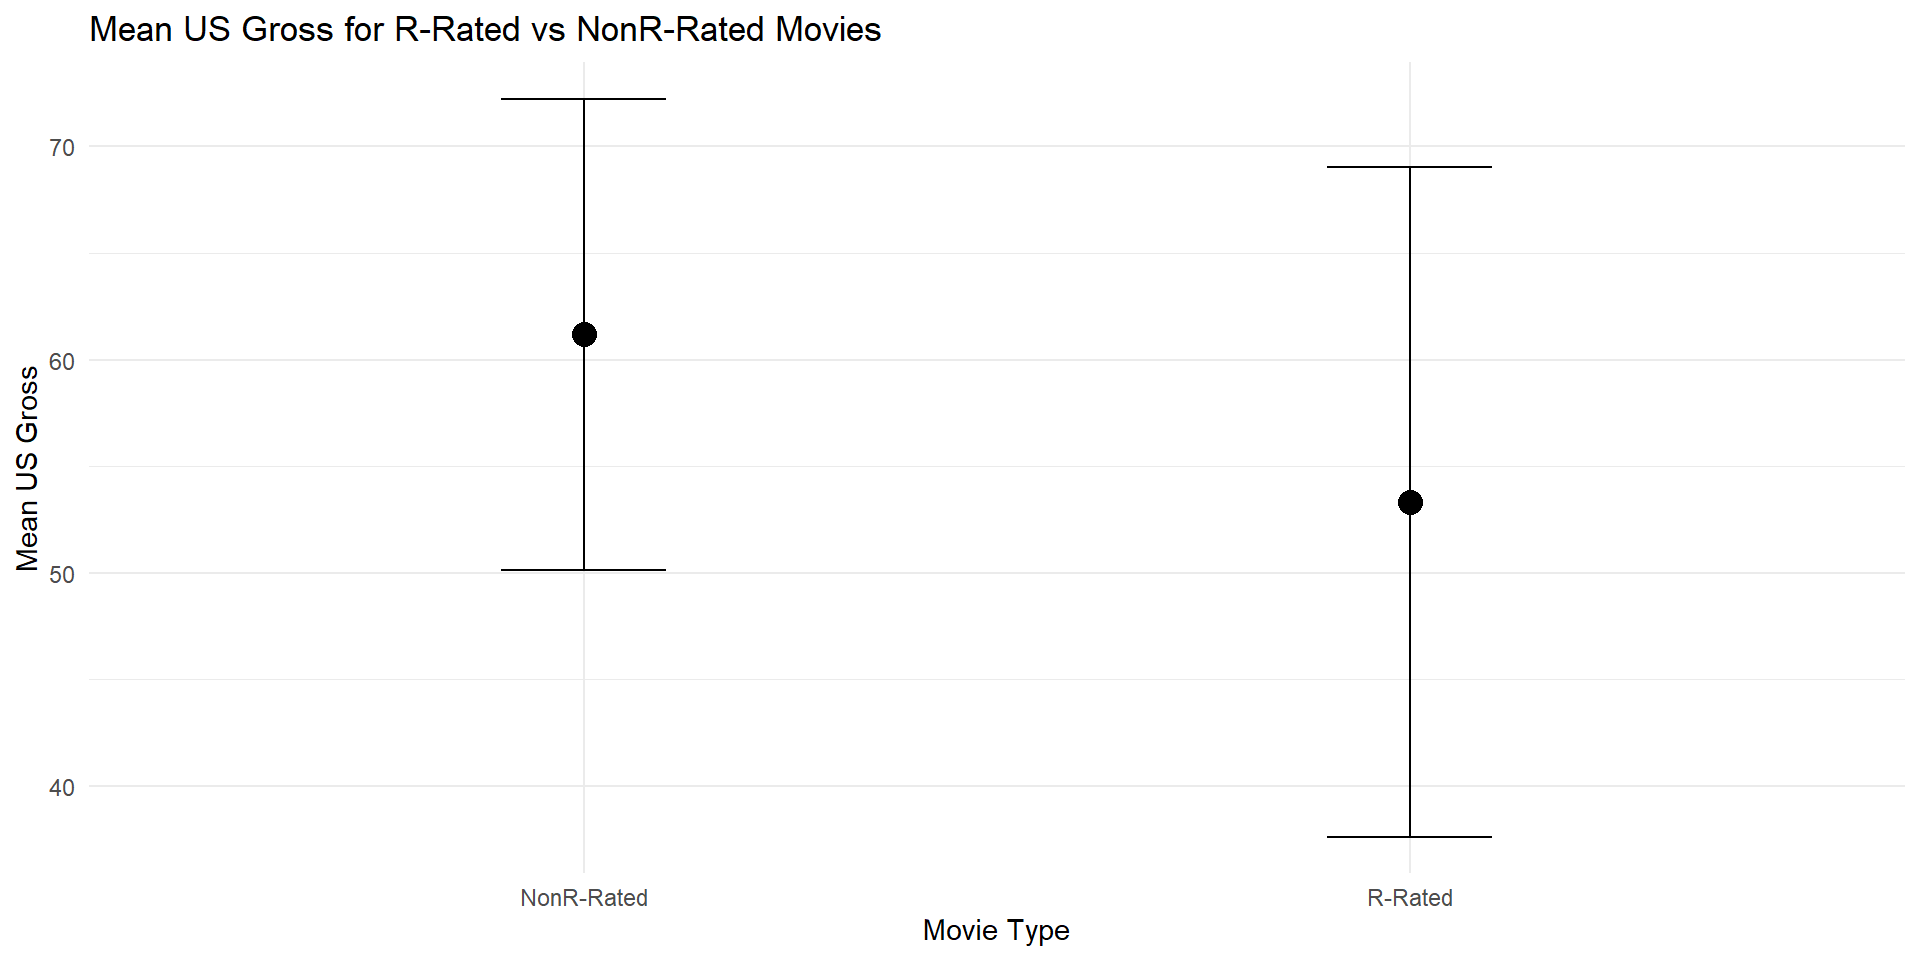 Mean US Gross for R-Rated vs NonR-Rated Movies
Mean US Gross
70
60
50
40
NonR-Rated
R-Rated
Movie Type